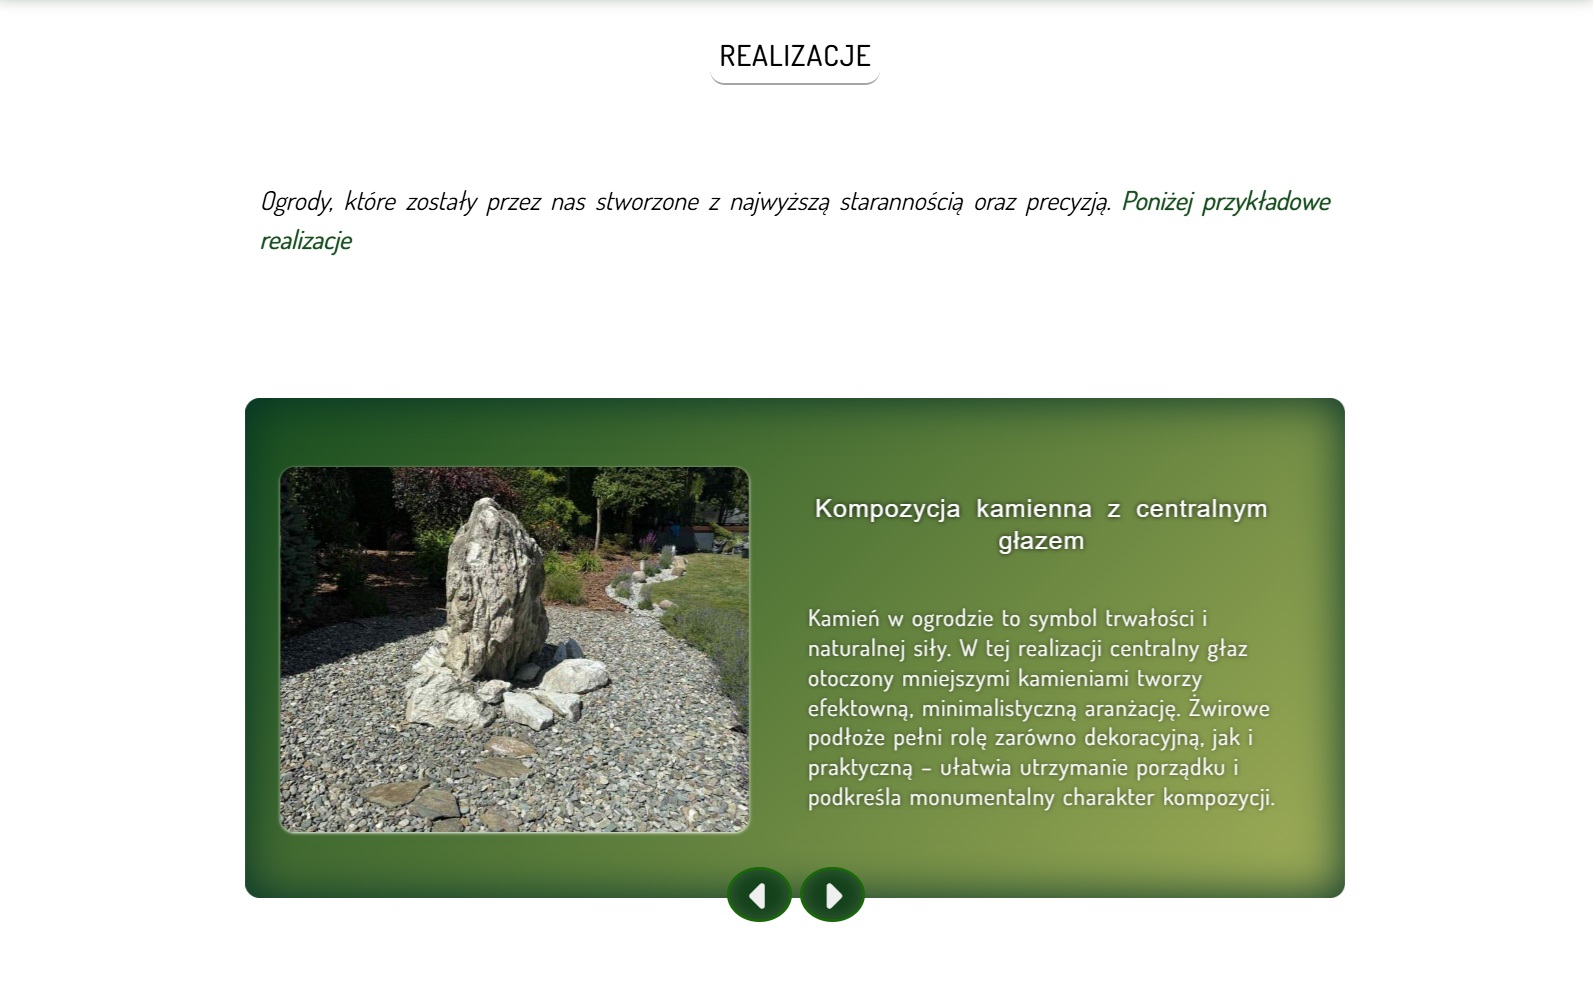 REALIZACJE
Ogrody, które zostały przez nas stworzone z najwyższą starannością oraz precyzją. Poniżej przykładowe
realizacje
Kompozycja kamienna z centralnym
głazem
Kamień w ogrodzie to symbol trwałości i
naturalnej siły. W tej realizacji centralny głaz
otoczony mniejszymi kamieniami tworzy
efektowną, minimalistyczną aranżację. Żwirowe
podłoże pełni rolę zarówno dekoracyjną, jak i
praktyczną – ułatwia utrzymanie porządku i
podkreśla monumentalny charakter kompozycji.